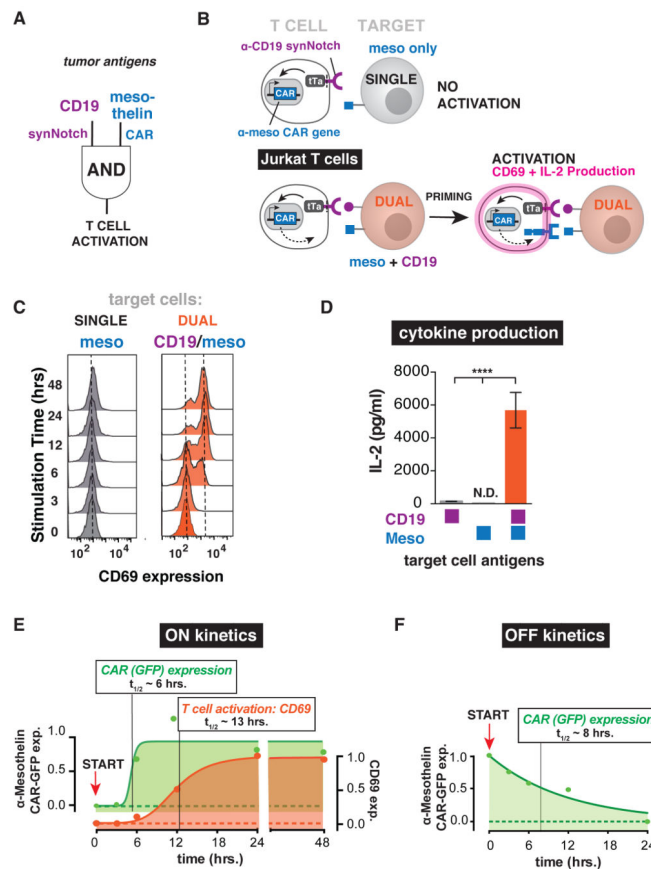 A
tumor antigens
CD19
meso-
thelin
synNotch
CAR
AND
T CELL
ACTIVATION
B
T CELL
TARGET
α-CD19 synNotch
meso only
tTa
SINGLE
CAR
NO
ACTIVATION
α-meso CAR gene
Jurkat T cells
ACTIVATION
CD69 + IL-2 Production
tTa
CAR
DUAL
PRIMING
tTa
CAR
DUAL
meso + CD19
C
target cells:
SINGLE
meso
DUAL
CD19/meso
Stimulation Time (hrs)
48
24
12
6
3
0
10² 10⁴
10² 10⁴
CD69 expression
D
cytokine production
****
IL-2 (pg/ml)
8000
6000
4000
2000
0
N.D.
CD19
Meso
target cell antigens
E
ON kinetics
CAR (GFP) expression
t1/2 ~ 6 hrs.
T cell activation: CD69
t1/2 ~ 13 hrs.
START
α-Mesothelin
CAR-GFP exp.
1.0
0.5
0.0
1.0
0.5
0.0
CD69 exp.
0 6 12 24 48
time (hrs.)
F
OFF kinetics
START
CAR (GFP) expression
t1/2 ~ 8 hrs.
α-Mesothelin
CAR-GFP exp.
1.0
0.5
0.0
0 6 12 24
time (hrs.)